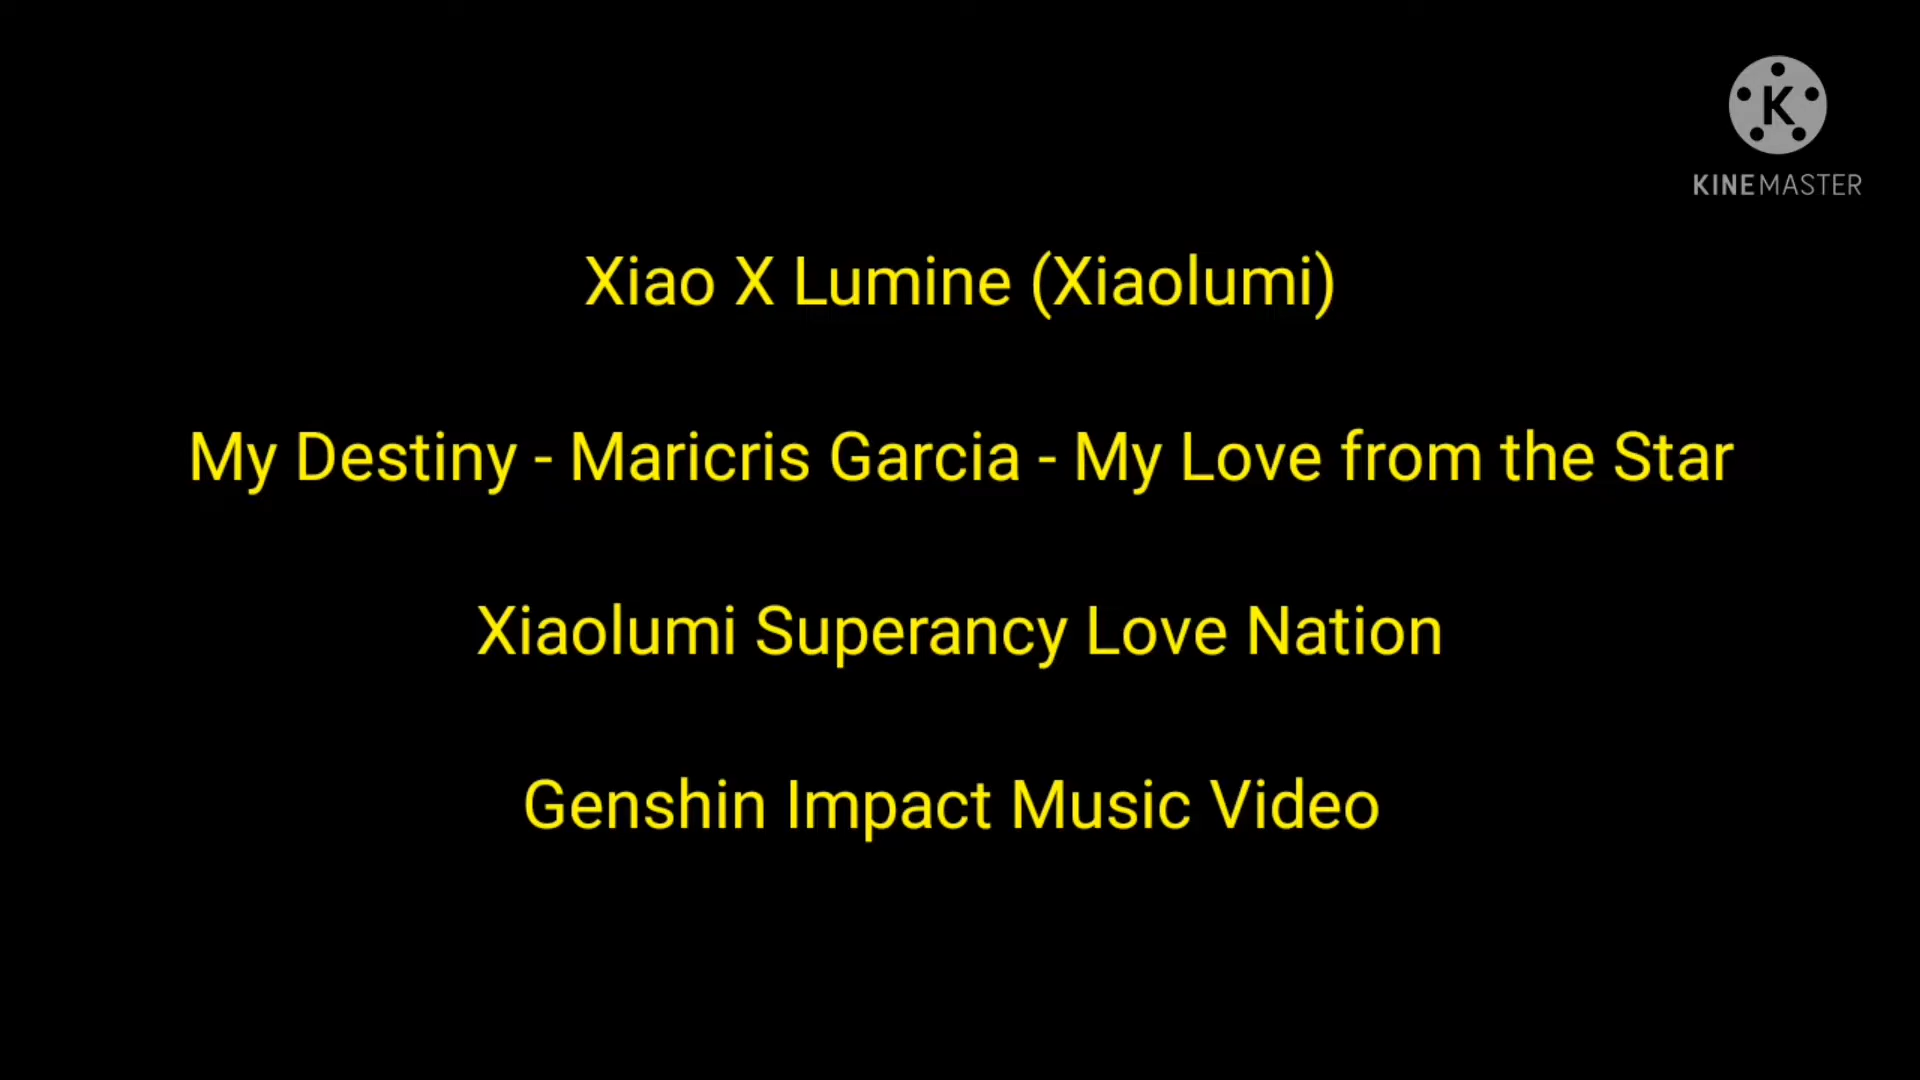 K
KINEMASTER
Xiao X Lumine (Xiaolumi)
My Destiny - Maricris Garcia - My Love from the Star
Xiaolumi Superancy Love Nation
Genshin Impact Music Video